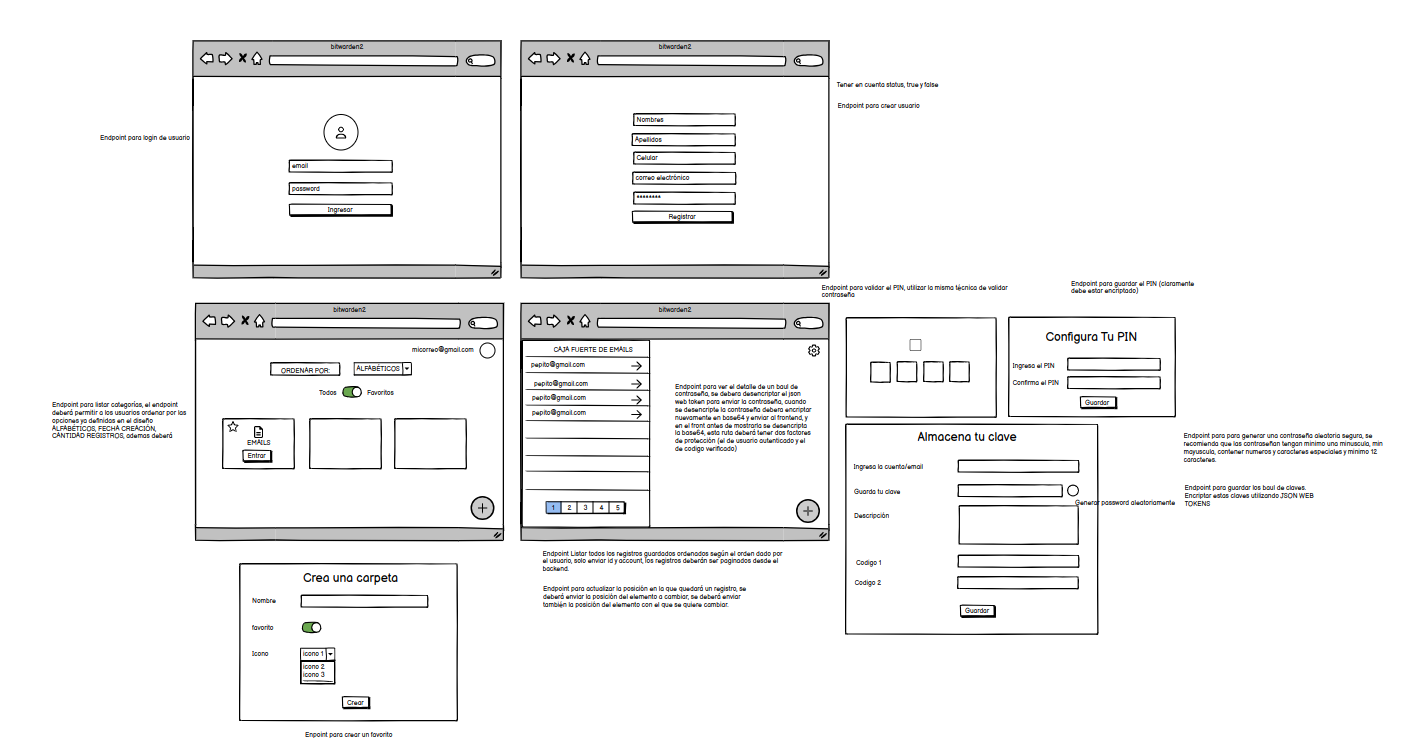 bitwarden2
Endpoint para login de usuario
email
password
Ingresar
bitwarden2
Tener en cuenta status, true y false
Endpoint para crear usuario
Nombres
Apellidos
Celular
correo electrónico
********
Registrar
bitwarden2
micorreo@gmail.com
ORDENAR POR:
ALFABÉTICOS
Todos
Favoritos
Endpoint para listar categorías, el endpoint
deberá permitir a los usuarios ordenar por las
opciones ya definidas en el diseño
ALFABÉTICOS, FECHA CREACIÓN,
CANTIDAD REGISTROS, ademas deberá
EMAILS
Entrar
bitwarden2
CAJA FUERTE DE EMAILS
pepito@gmail.com
pepito@gmail.com
pepito@gmail.com
pepito@gmail.com
1 2 3 4 5
Endpoint para ver el detalle de un baul de
contraseña, se debera desencriptar el json
web token para enviar la contraseña, cuando
se desencripte la contraseña debera encriptar
nuevamente en base64 y enviar al frontend, y
en el front antes de mostrarla se desencripta
la base64, esta ruta deberá tener dos factores
de protección (el de usuario autenticado y el
de codigo verificado)
Endpoint Listar todos los registros guardados ordenados según el orden dado por
el usuario, solo enviar id y account, los registros deberán ser paginados desde el
backend.
Endpoint para actualizar la posición en la que quedará un registro, se
deberá enviar la posición del elemento a cambiar, se deberá enviar
también la posición del elemento con el que se quiere cambiar.
Endpoint para validar el PIN, utilizar la misma técnica de validar
contraseña
Endpoint para guardar el PIN (claramente
debe estar encriptado)
Configura Tu PIN
Ingresa el PIN
Confirma el PIN
Guardar
Almacena tu clave
Ingresa la cuenta/email
Guarda tu clave
Generar password aleatoriamente
Descripción
Codigo 1
Codigo 2
Guardar
Endpoint para para generar una contraseña aleatoria segura, se
recomienda que las contraseñan tengan minimo una minuscula, min
mayuscula, contener numeros y caracteres especiales y minimo 12
caracteres.
Endpoint para guardar los baul de claves.
Encriptar estas claves utilizando JSON WEB
TOKENS
Crea una carpeta
Nombre
favorito
Icono
icono 1
icono 2
icono 3
Crear
Enpoint para crear un favorito